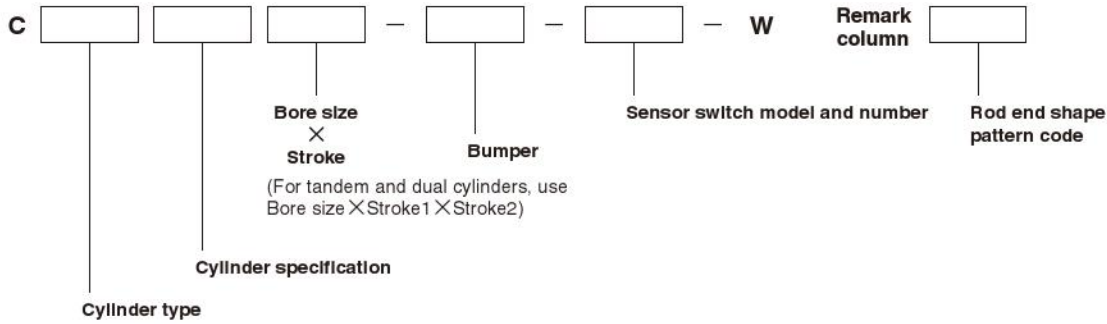 C — — — W Remark
column
Bore size
×
Stroke
(For tandem and dual cylinders, use
Bore size×Stroke1×Stroke2)
Bumper
Sensor switch model and number
Rod end shape
pattern code
Cylinder specification
Cylinder type